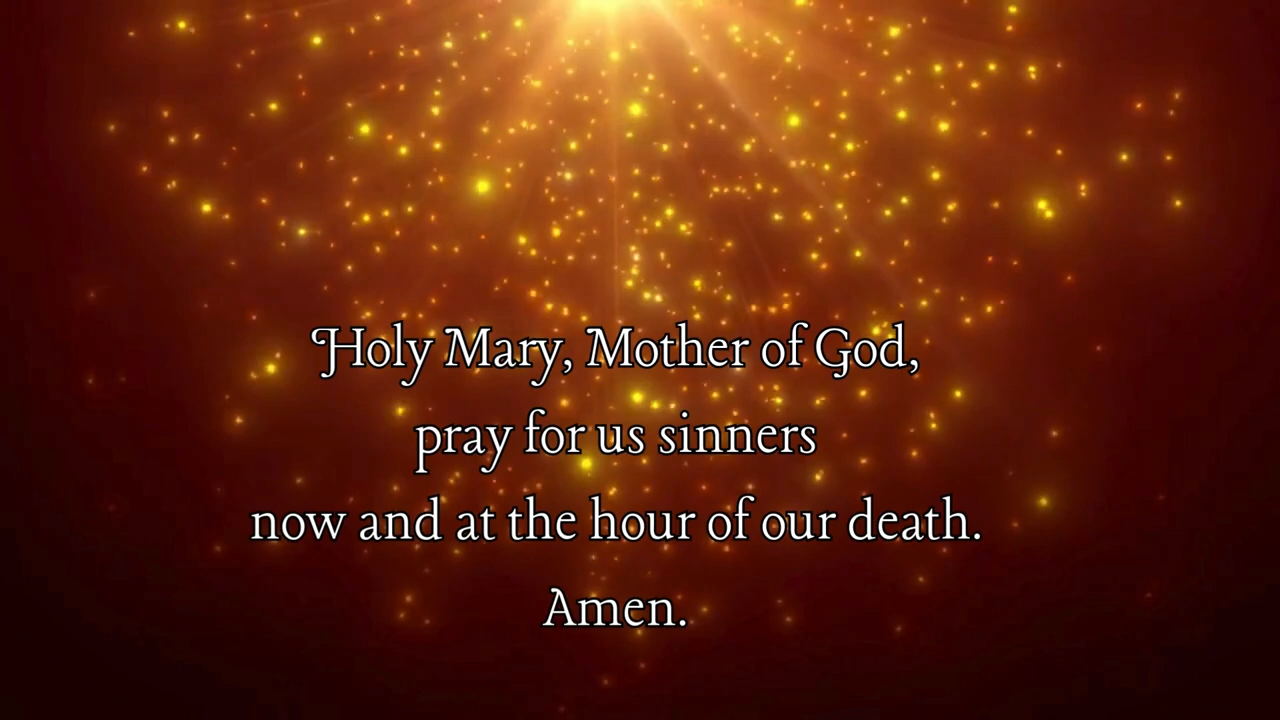 Holy Mary, Mother of God,
pray for us sinners
now and at the hour of our death.
Amen.